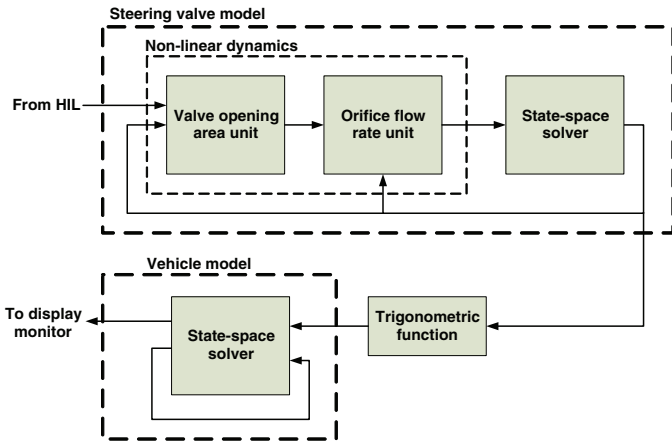 Steering valve model
Non-linear dynamics
From HIL
Valve opening
area unit
Orifice flow
rate unit
State-space
solver
Vehicle model
To display
monitor
State-space
solver
Trigonometric
function